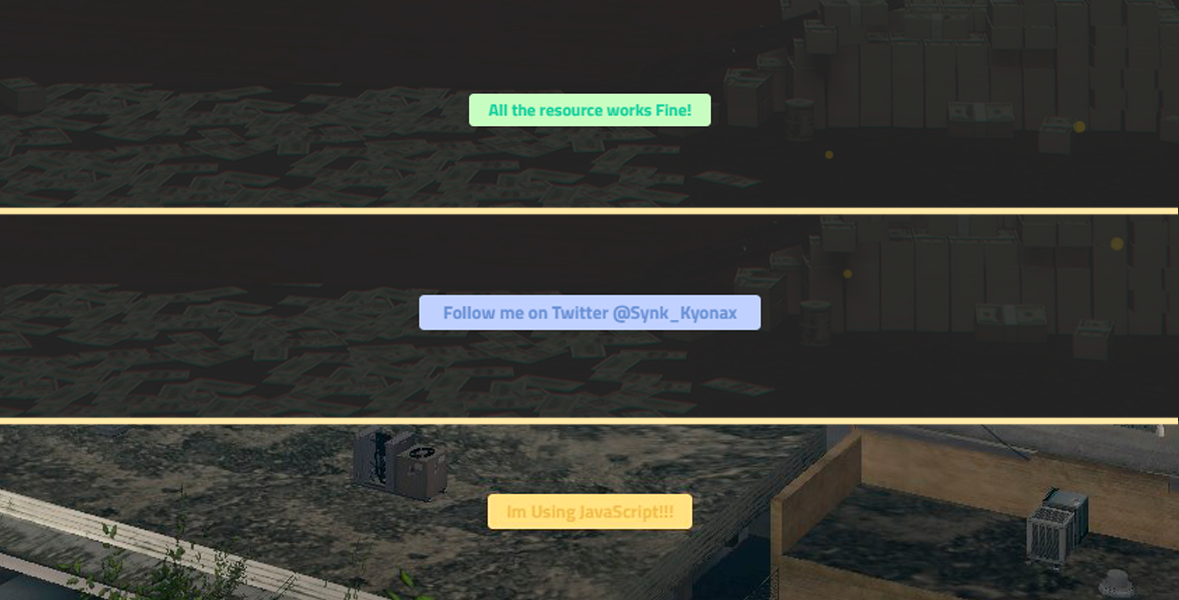 All the resource works Fine!
Follow me on Twitter @Synk_Kyonax
Im Using JavaScript!!!